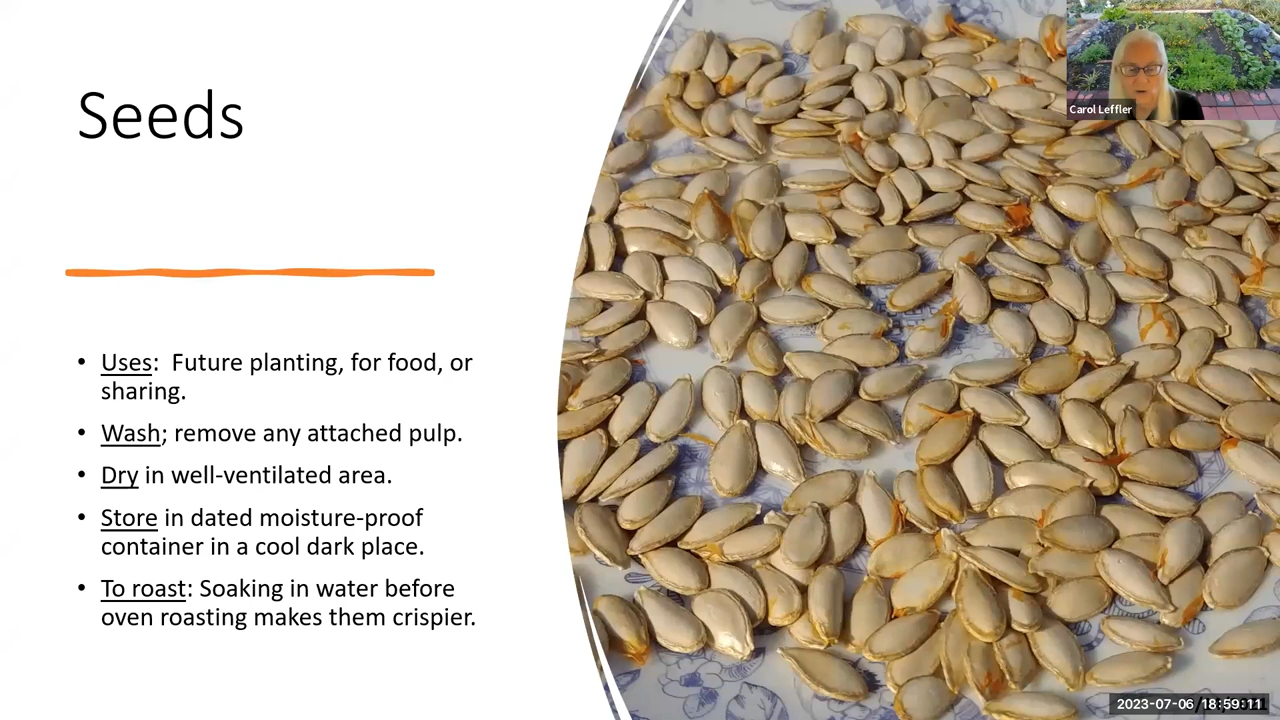 Seeds
Carol Leffler
• Uses:  Future planting, for food, or
sharing.
• Wash; remove any attached pulp.
• Dry in well-ventilated area.
• Store in dated moisture-proof
container in a cool dark place.
• To roast: Soaking in water before
oven roasting makes them crispier.
2023-07-06 18:59:11